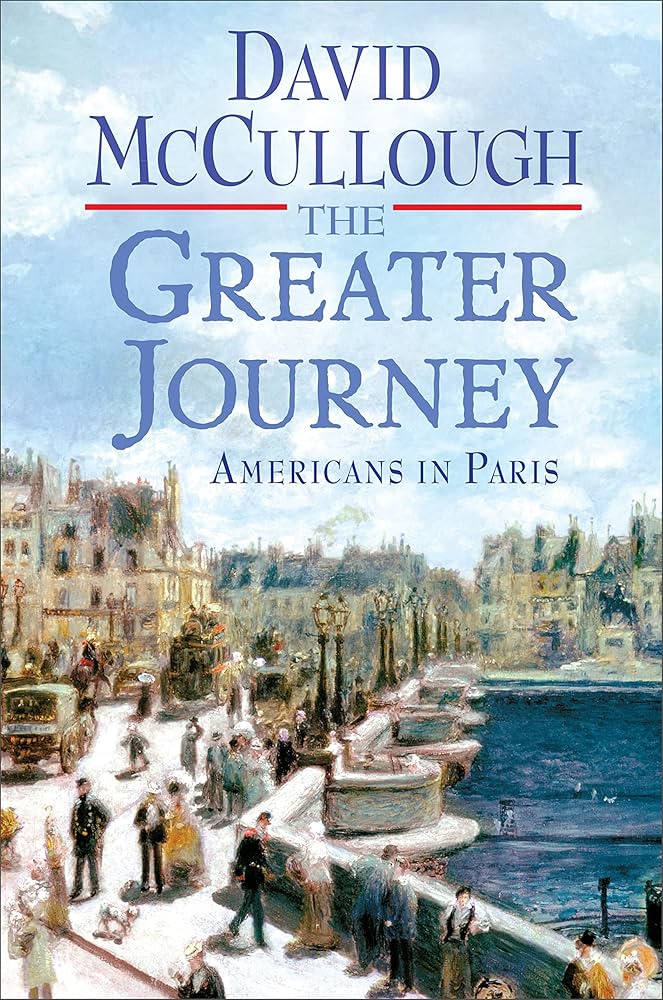 DAVID
MCCULLOUGH
THE
GREATER
JOURNEY
AMERICANS IN PARIS